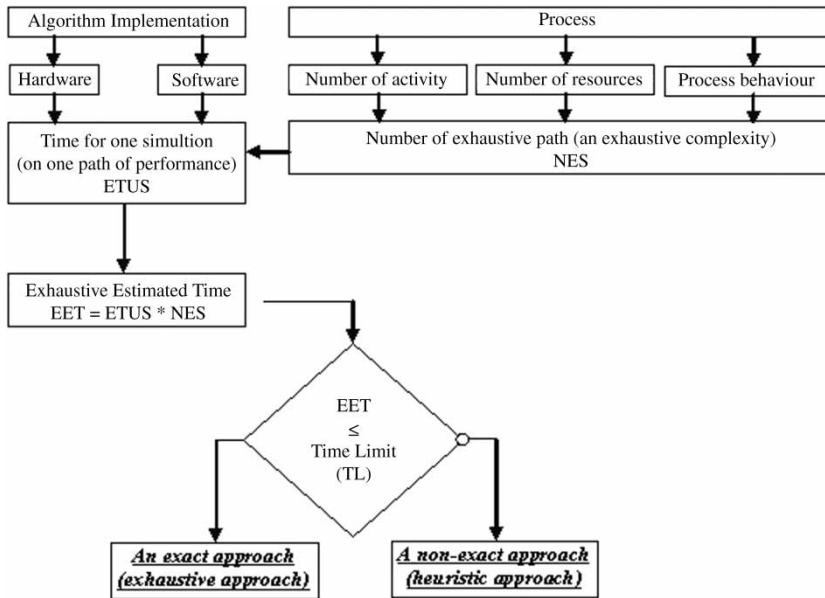 Algorithm Implementation
Process
Hardware
Software
Number of activity
Number of resources
Process behaviour
Time for one simultion
(on one path of performance)
ETUS
Number of exhaustive path (an exhaustive complexity)
NES
Exhaustive Estimated Time
EET = ETUS * NES
EET
≤
Time Limit
(TL)
An exact approach
(exhaustive approach)
A non-exact approach
(heuristic approach)